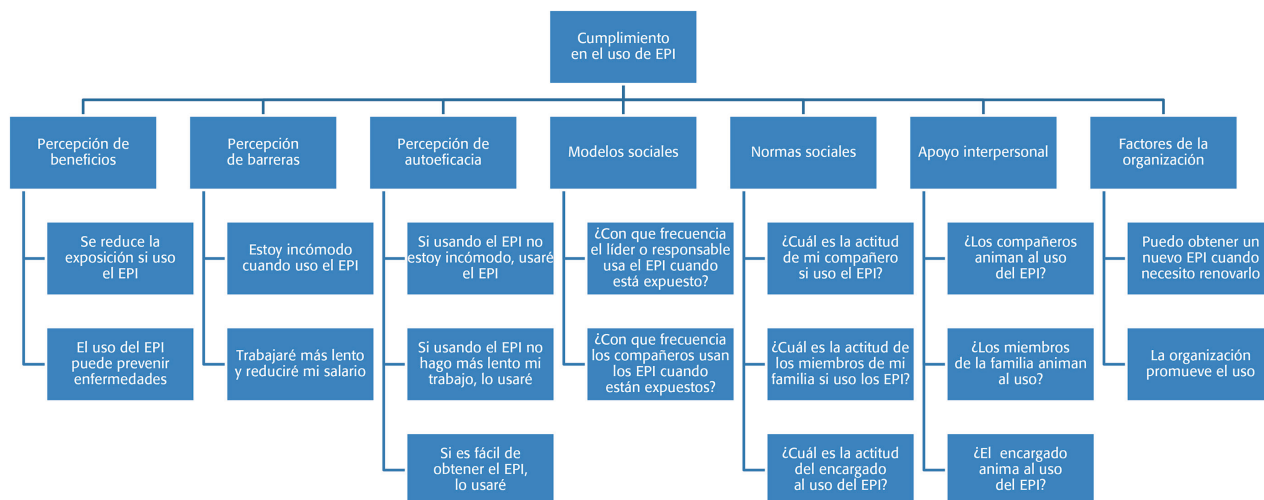 Cumplimiento
en el uso de EPI
Percepción de
beneficios
Se reduce la
exposición si uso
el EPI
El uso del EPI
puede prevenir
enfermedades
Percepción
de barreras
Estoy incómodo
cuando uso el EPI
Trabajaré más lento
y reduciré mi salario
Percepción de
autoeficacia
Si usando el EPI no
estoy incómodo, usaré
el EPI
Si usando el EPI no
hago más lento mi
trabajo, lo usaré
Si es fácil de
obtener el EPI,
lo usaré
Modelos sociales
¿Con que frecuencia
el líder o responsable
usa el EPI cuando
está expuesto?
¿Con que frecuencia
los compañeros usan
los EPI cuando
están expuestos?
Normas sociales
¿Cuál es la actitud
de mi compañero
si uso el EPI?
¿Cuál es la actitud de
los miembros de mi
familia si uso los EPI?
¿Cuál es la actitud
del encargado
al uso del EPI?
Apoyo interpersonal
¿Los compañeros
animan al uso
del EPI?
¿Los miembros
de la familia animan
al uso?
¿El encargado
anima al uso
del EPI?
Factores de la
organización
Puedo obtener un
nuevo EPI cuando
necesito renovarlo
La organización
promueve el uso